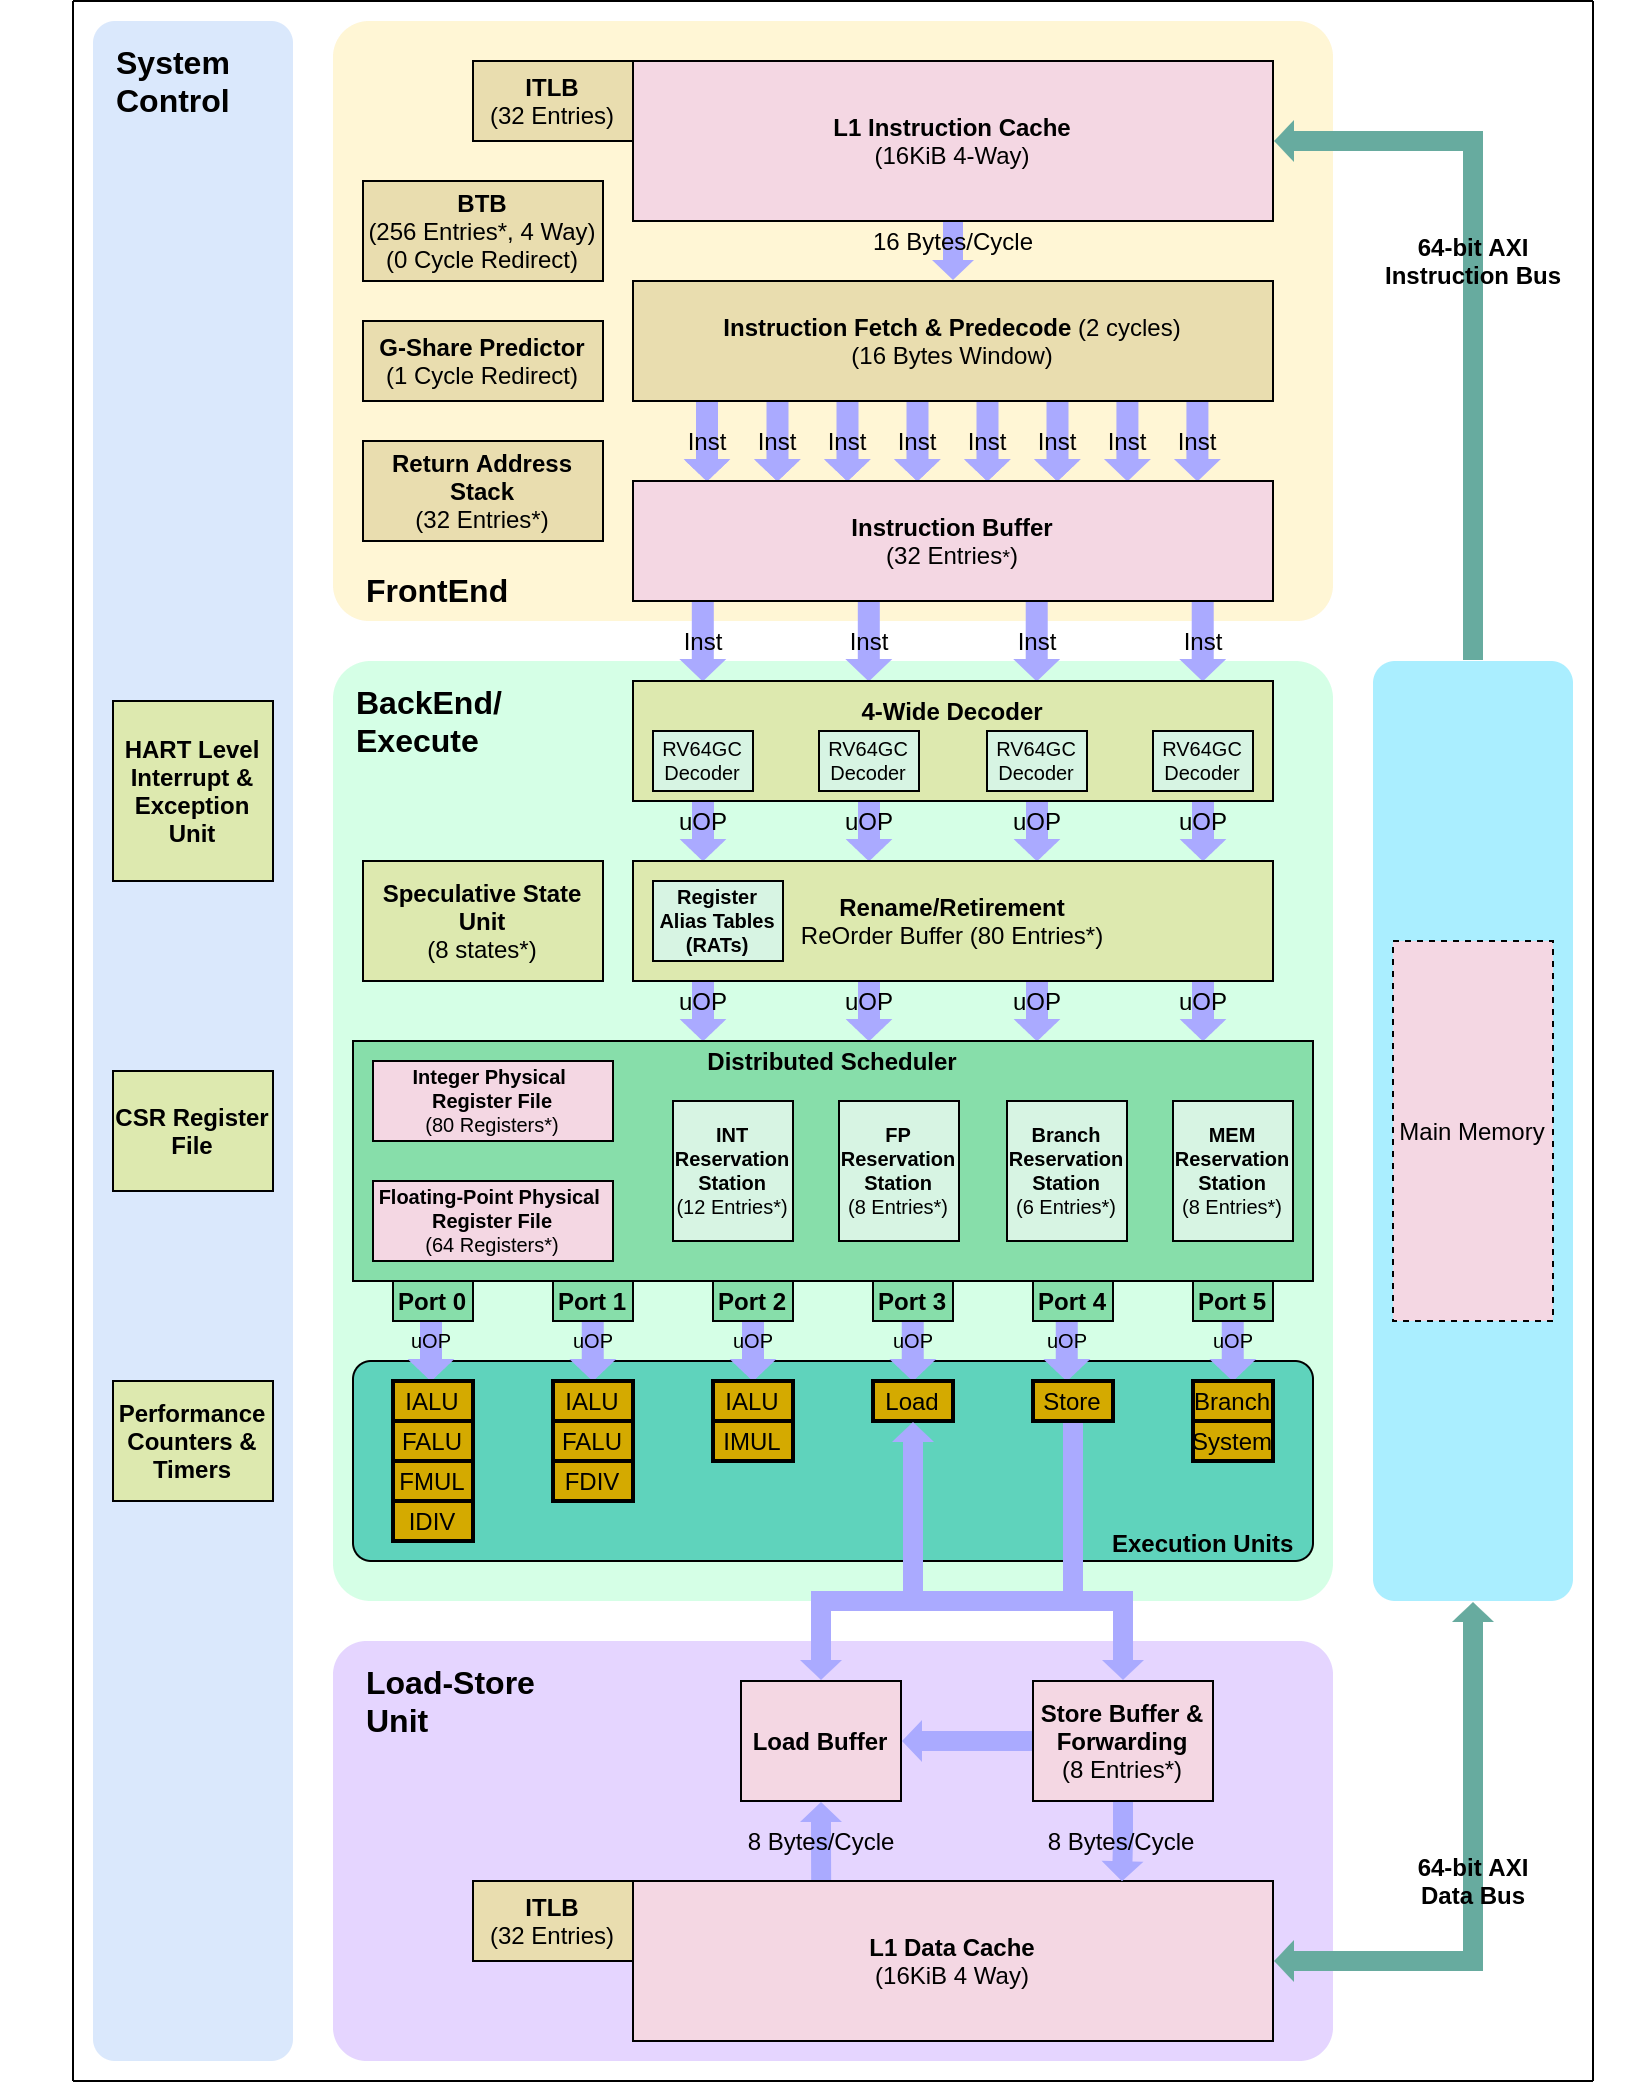 System
Control
ITLB
(32 Entries)
L1 Instruction Cache
(16KiB 4-Way)
BTB
(256 Entries*, 4 Way)
(0 Cycle Redirect)
16 Bytes/Cycle
64-bit AXI
Instruction Bus
G-Share Predictor
(1 Cycle Redirect)
Instruction Fetch & Predecode (2 cycles)
(16 Bytes Window)
Inst Inst Inst Inst Inst Inst Inst Inst
Return Address
Stack
(32 Entries*)
Instruction Buffer
(32 Entries*)
FrontEnd
Inst Inst Inst Inst
BackEnd/
Execute
4-Wide Decoder
RV64GC
Decoder
RV64GC
Decoder
RV64GC
Decoder
RV64GC
Decoder
HART Level
Interrupt &
Exception
Unit
uOP uOP uOP uOP
Speculative State
Unit
(8 states*)
Register
Alias Tables
(RATs)
Rename/Retirement
ReOrder Buffer (80 Entries*)
uOP uOP uOP uOP
Distributed Scheduler
Integer Physical
Register File
(80 Registers*)
Floating-Point Physical
Register File
(64 Registers*)
INT
Reservation
Station
(12 Entries*)
FP
Reservation
Station
(8 Entries*)
Branch
Reservation
Station
(6 Entries*)
MEM
Reservation
Station
(8 Entries*)
CSR Register
File
Main Memory
Port 0 Port 1 Port 2 Port 3 Port 4 Port 5
uOP uOP uOP uOP uOP uOP
IALU
FALU
FMUL
IDIV
IALU
FALU
FDIV
IALU
IMUL
Load
Store
Branch
System
Performance
Counters &
Timers
Execution Units
Load-Store
Unit
Load Buffer
Store Buffer &
Forwarding
(8 Entries*)
8 Bytes/Cycle 8 Bytes/Cycle
64-bit AXI
Data Bus
ITLB
(32 Entries)
L1 Data Cache
(16KiB 4 Way)